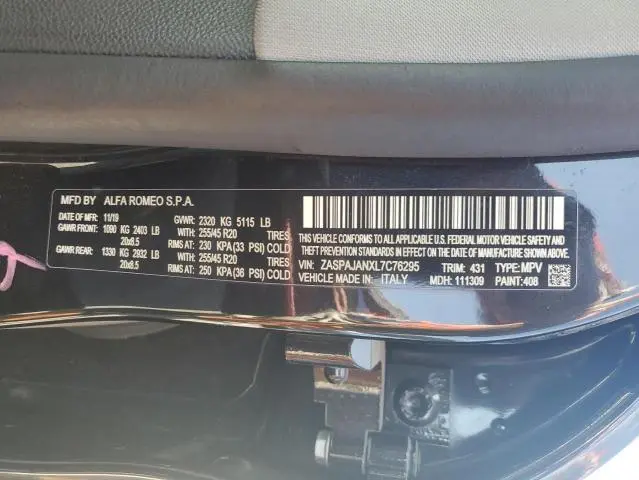 MFD BY ALFA ROMEO S.P.A.
DATE OF MFD: 11/19 GVWR: 2320 KG 5115 LB
GAWR FRONT: 1090 KG 2403 LB WITH 255/45 R20 TIRES
20x8.5 RIMS AT 230 KPA(33 PSI) COLD
GAWR REAR: 1330 KG 2932 LB WITH 255/45 R20 TIRES
20x8.5 RIMS AT 250 KPA(36 PSI) COLD
THIS VEHICLE CONFORMS TO ALL APPLICABLE U.S. FEDERAL MOTOR VEHICLE SAFETY AND
THEFT PREVENTION STANDARDS IN EFFECT ON THE DATE OF MANUFACTURE SHOWN ABOVE.
VIN: ZASPAJANXL7C76295 TRIM: 431 TYPE: MPV
VEHICLE MADE IN: ITALY MDH: 111309 PAINT: 408